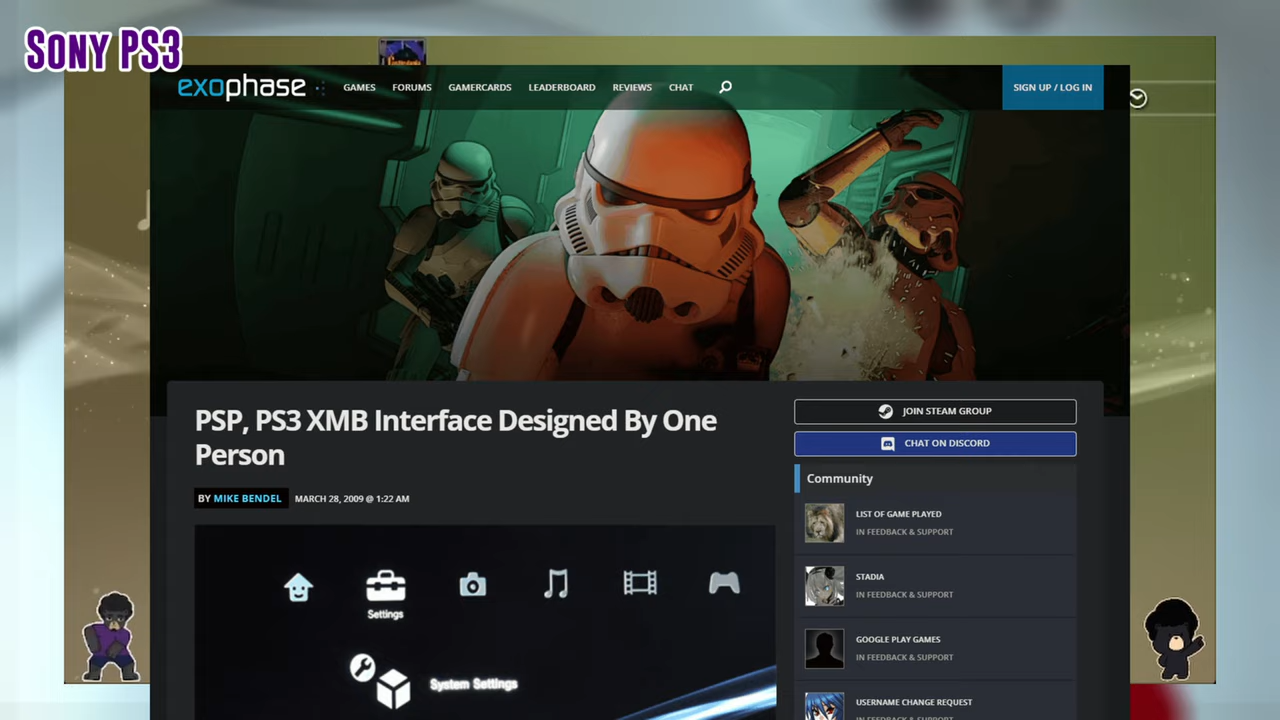 SONY PS3
exophase
GAMES
FORUMS
GAMERCARDS
LEADERBOARD
REVIEWS
CHAT
SIGN UP / LOG IN
PSP, PS3 XMB Interface Designed By One
Person
BY MIKE BENDEL
MARCH 28, 2009 @ 1:22 AM
Settings
System Settings
JOIN STEAM GROUP
CHAT ON DISCORD
Community
LIST OF GAME PLAYED
IN FEEDBACK & SUPPORT
STADIA
IN FEEDBACK & SUPPORT
GOOGLE PLAY GAMES
IN FEEDBACK & SUPPORT
USERNAME CHANGE REQUEST